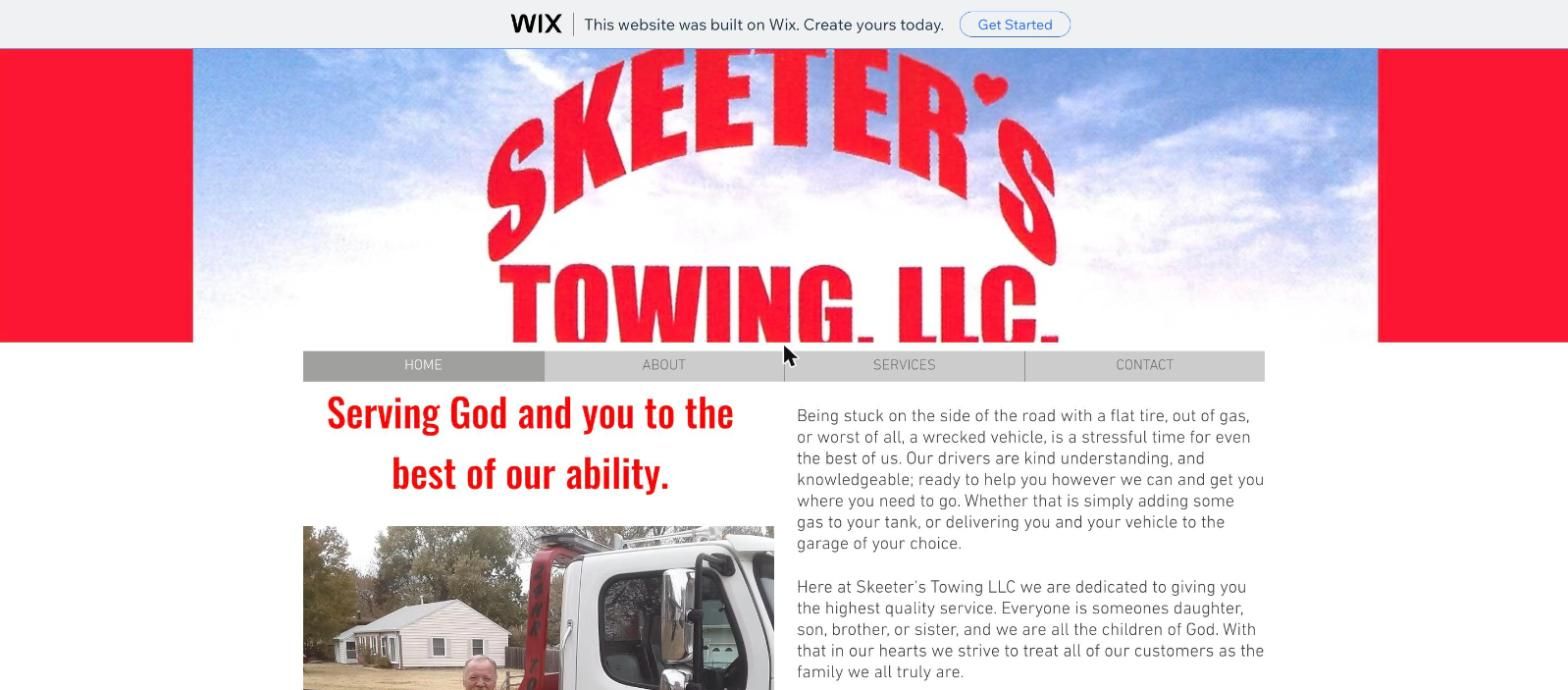 WIX
This website was built on Wix. Create yours today.
Get Started
SKEETER'S
TOWING, LLC.
HOME
ABOUT
SERVICES
CONTACT
Serving God and you to the
best of our ability.
Being stuck on the side of the road with a flat tire, out of gas,
or worst of all, a wrecked vehicle, is a stressful time for even
the best of us. Our drivers are kind understanding, and
knowledgeable; ready to help you however we can and get you
where you need to go. Whether that is simply adding some
gas to your tank, or delivering you and your vehicle to the
garage of your choice.
Here at Skeeter's Towing LLC we are dedicated to giving you
the highest quality service. Everyone is someones daughter,
son, brother, or sister, and we are all the children of God. With
that in our hearts we strive to treat all of our customers as the
family we all truly are.